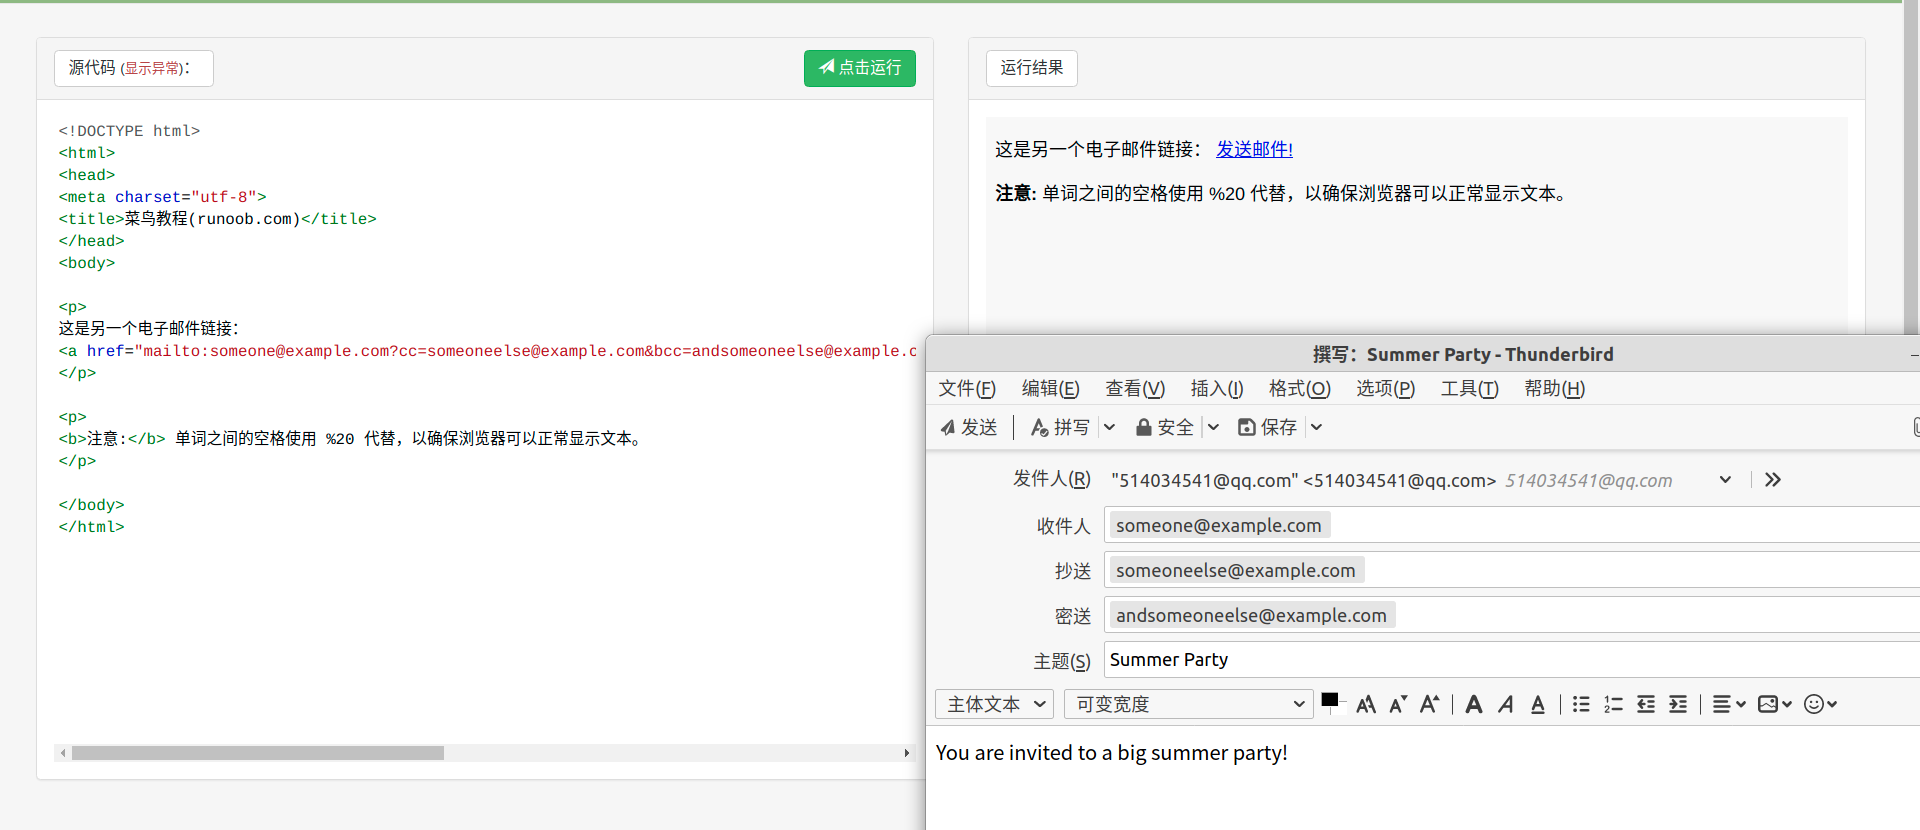 源代码 (显示异常)：
点击运行
<!DOCTYPE html>
<html>
<head>
<meta charset="utf-8">
<title>菜鸟教程(runoob.com)</title>
</head>
<body>
<p>
这是另一个电子邮件链接：
<a href="mailto:someone@example.com?cc=someoneelse@example.com&bcc=andsomeoneelse@example.c
</p>
<p>
<b>注意:</b> 单词之间的空格使用 %20 代替，以确保浏览器可以正常显示文本。
</p>
</body>
</html>
运行结果
这是另一个电子邮件链接： 发送邮件!
注意: 单词之间的空格使用 %20 代替，以确保浏览器可以正常显示文本。
撰写：Summer Party - Thunderbird
文件(F) 编辑(E) 查看(V) 插入(I) 格式(O) 选项(P) 工具(T) 帮助(H)
发送 拼写 安全 保存
发件人(R) "514034541@qq.com" <514034541@qq.com> 514034541@qq.com
收件人 someone@example.com
抄送 someoneelse@example.com
密送 andsomeoneelse@example.com
主题(S) Summer Party
主体文本 可变宽度
You are invited to a big summer party!